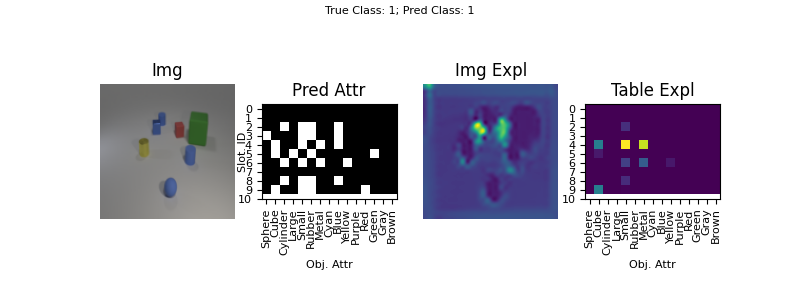 True Class: 1; Pred Class: 1
Img
Pred Attr
Img Expl
Table Expl
Slot. ID
0
1
2
3
4
5
6
7
8
9
10
Sphere
Cube
Cylinder
Large
Small
Rubber
Metal
Cyan
Blue
Yellow
Purple
Red
Green
Gray
Brown
Obj. Attr
0
1
2
3
4
5
6
7
8
9
10
Sphere
Cube
Cylinder
Large
Small
Rubber
Metal
Cyan
Blue
Yellow
Purple
Red
Green
Gray
Brown
Obj. Attr